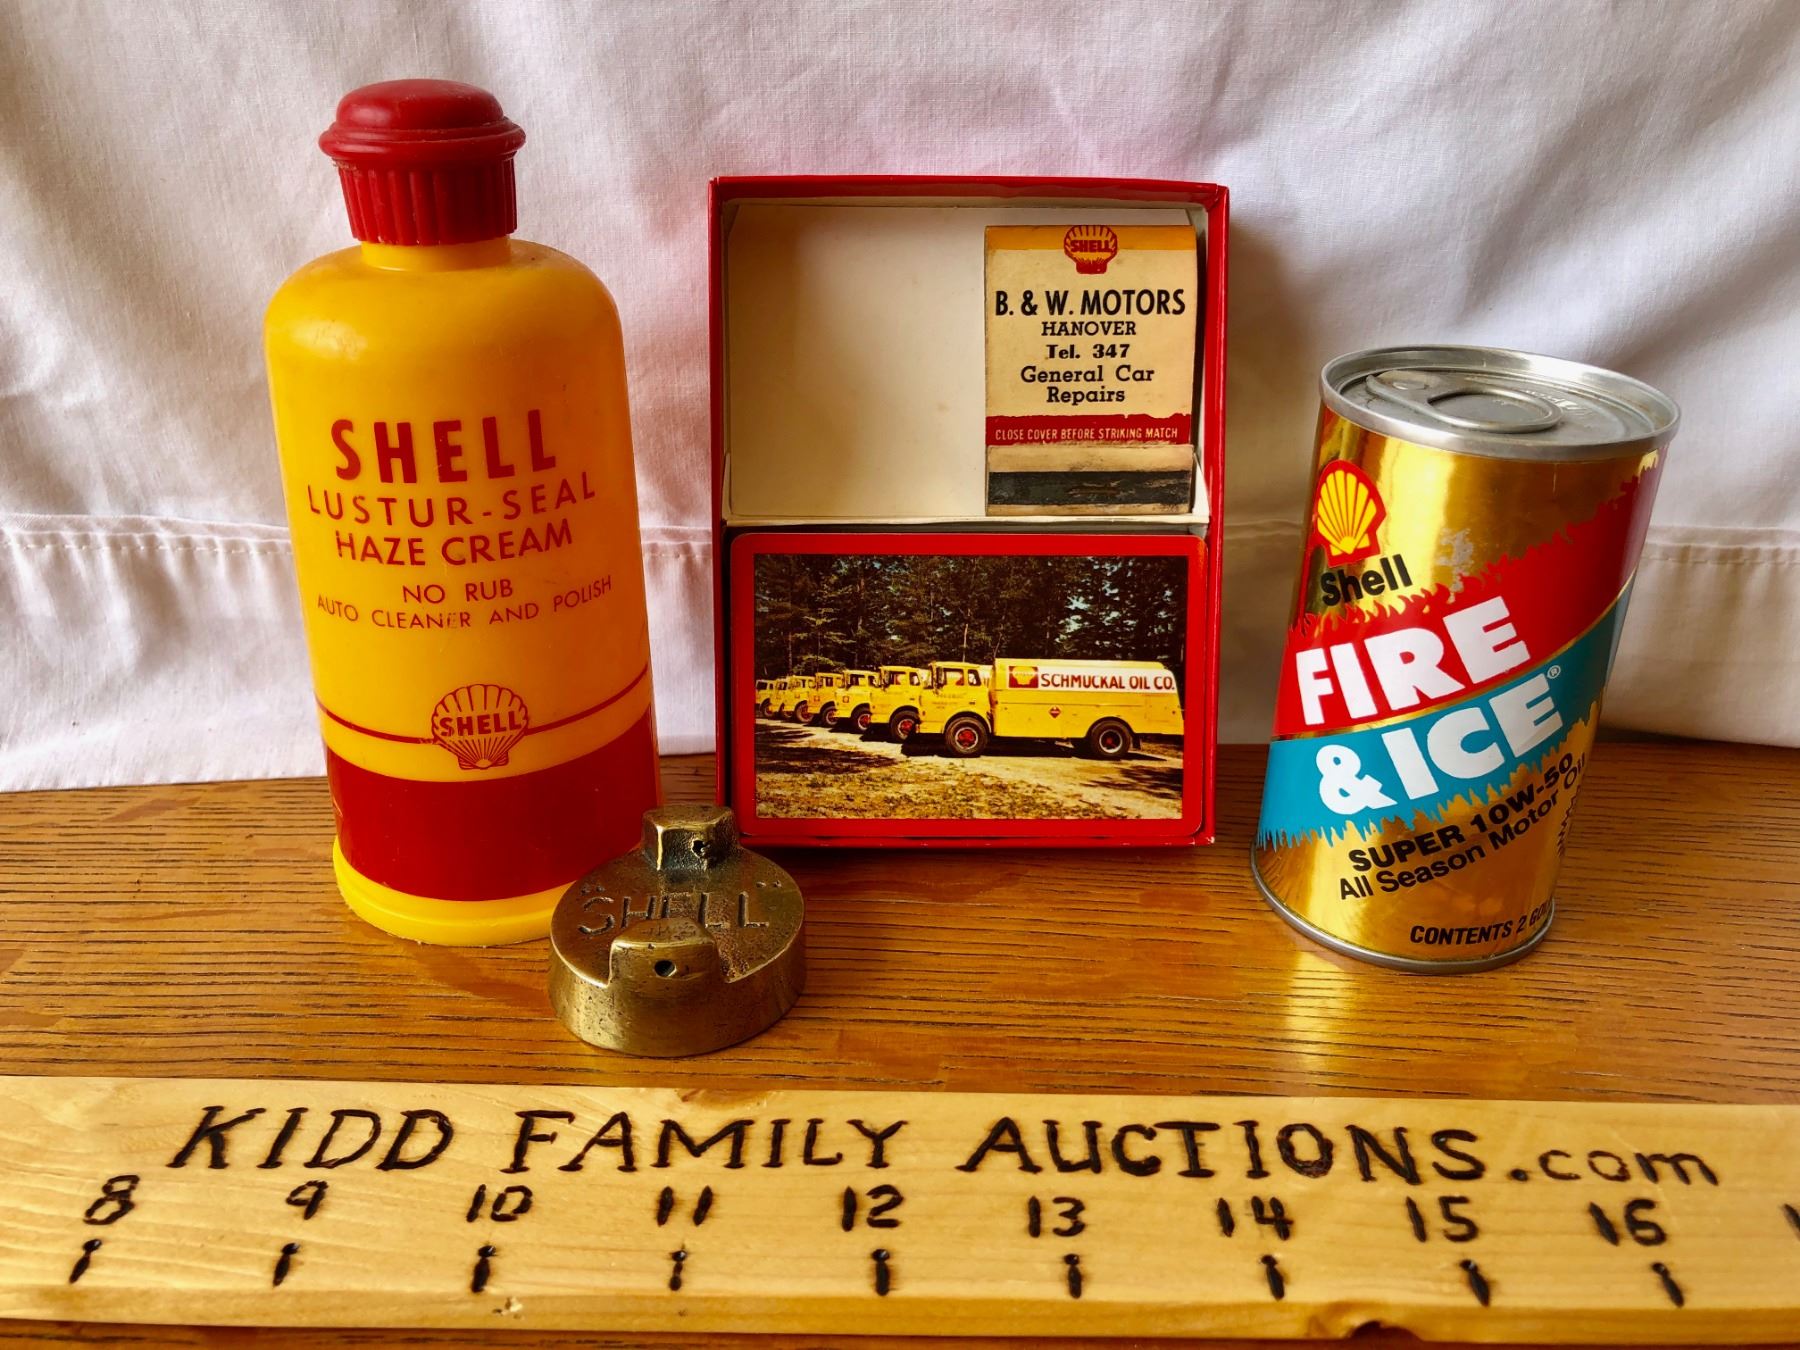 SHELL
LUSTUR-SEAL
HAZE CREAM
NO RUB
AUTO CLEANER AND POLISH
SHELL
"SHELL"
SHELL
B. & W. MOTORS
HANOVER
Tel. 347
General Car
Repairs
CLOSE COVER BEFORE STRIKING MATCH
SCHMUCKAL OIL CO.
Shell
FIRE
& ICE®
SUPER 10W-50
All Season Motor Oil
CONTENTS 2
KIDD FAMILY AUCTIONS.com
8 9 10 11 12 13 14 15 16